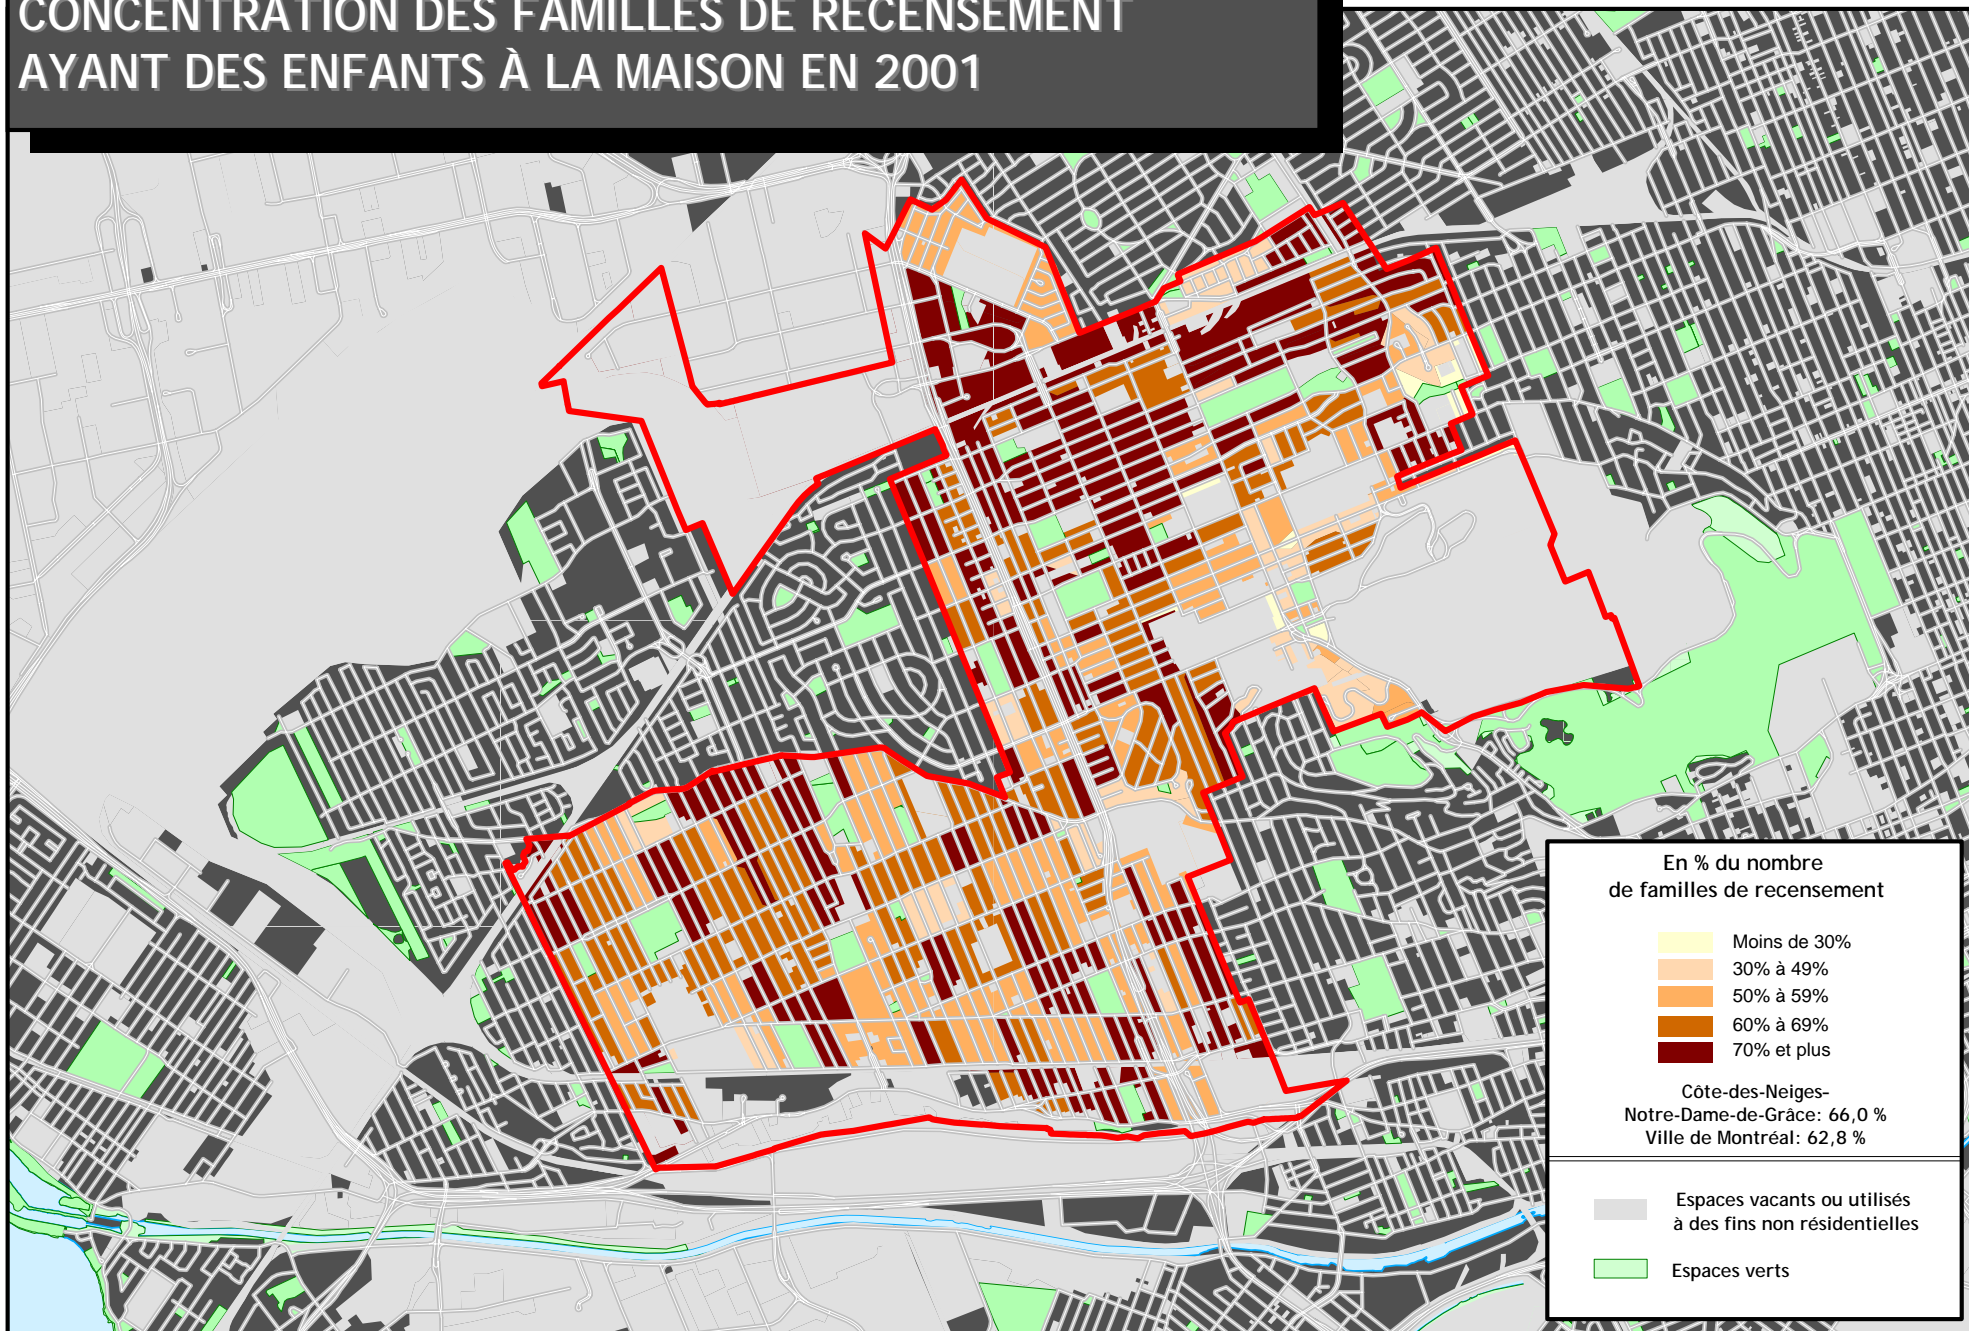 CONCENTRATION DES FAMILLES DE RECENSEMENT
AYANT DES ENFANTS À LA MAISON EN 2001
En % du nombre
de familles de recensement
Moins de 30%
30% à 49%
50% à 59%
60% à 69%
70% et plus
Côte-des-Neiges-
Notre-Dame-de-Grâce: 66,0 %
Ville de Montréal: 62,8 %
Espaces vacants ou utilisés
à des fins non résidentielles
Espaces verts